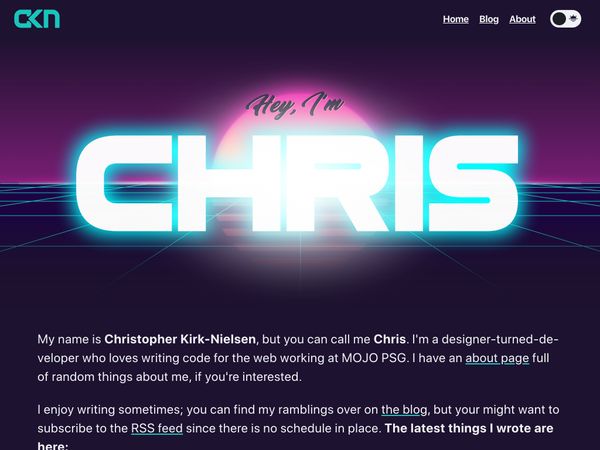 CKN
Home Blog About
Hey, I'm
CHRIS
My name is Christopher Kirk-Nielsen, but you can call me Chris. I'm a designer-turned-de-
veloper who loves writing code for the web working at MOJO PSG. I have an about page full
of random things about me, if you're interested.
I enjoy writing sometimes; you can find my ramblings over on the blog, but your might want to
subscribe to the RSS feed since there is no schedule in place. The latest things I wrote are
here: